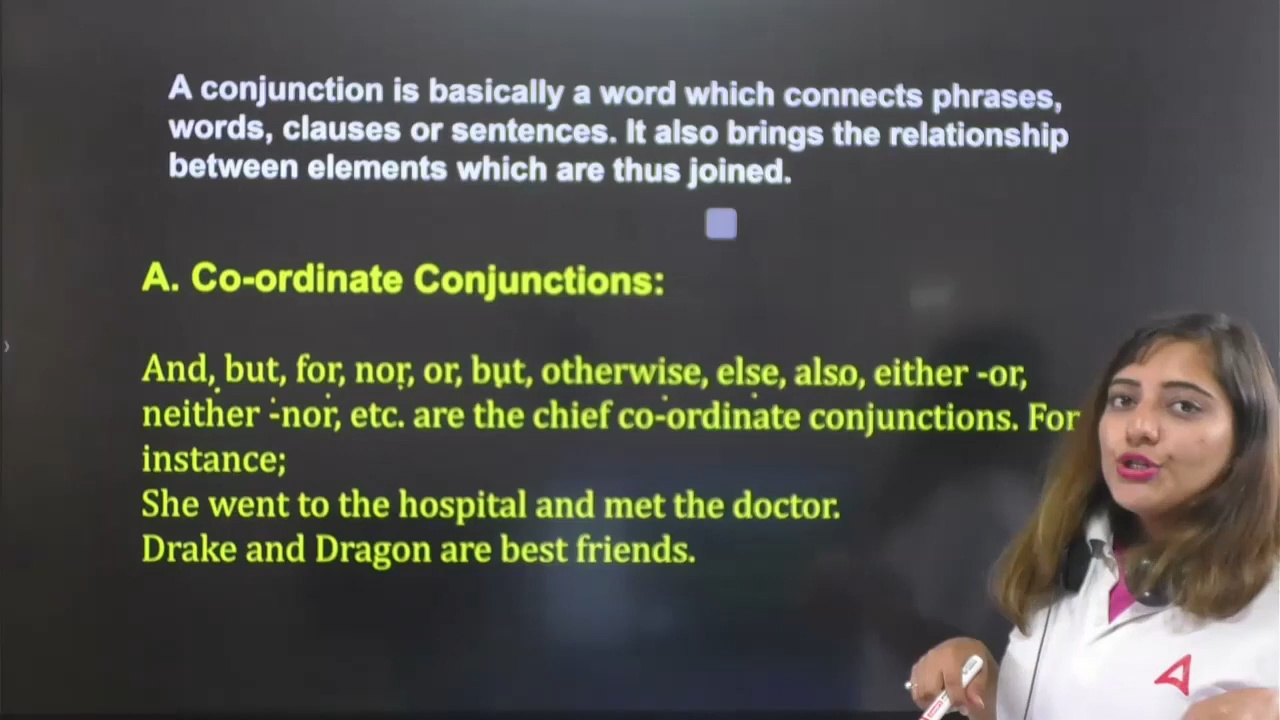 A conjunction is basically a word which connects phrases,
words, clauses or sentences. It also brings the relationship
between elements which are thus joined.
A. Co-ordinate Conjunctions:
And, but, for, nor, or, but, otherwise, else, also, either -or,
neither -nor, etc. are the chief co-ordinate conjunctions. For
instance;
She went to the hospital and met the doctor.
Drake and Dragon are best friends.